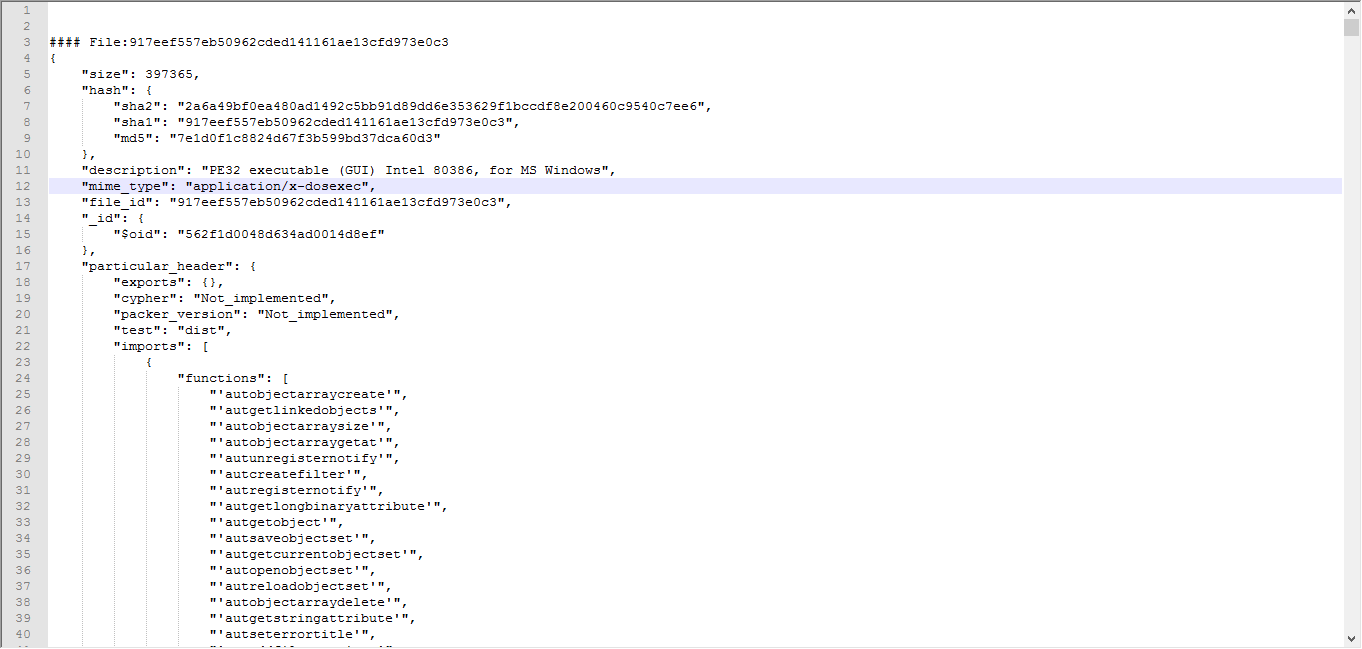 1
2
3 #### File:917eef557eb50962cded141161ae13cfd973e0c3
4 {
5 "size": 397365,
6 "hash": {
7 "sha2": "2a6a49bf0ea480ad1492c5bb91d89dd6e353629f1bccdf8e200460c9540c7ee6",
8 "sha1": "917eef557eb50962cded141161ae13cfd973e0c3",
9 "md5": "7e1d0f1c8824d67f3b599bd37dca60d3"
10 },
11 "description": "PE32 executable (GUI) Intel 80386, for MS Windows",
12 "mime_type": "application/x-dosexec",
13 "file_id": "917eef557eb50962cded141161ae13cfd973e0c3",
14 "_id": {
15 "$oid": "562f1d0048d634ad0014d8ef"
16 },
17 "particular_header": {
18 "exports": {},
19 "cypher": "Not_implemented",
20 "packer_version": "Not_implemented",
21 "test": "dist",
22 "imports": [
23 {
24 "functions": [
25 "'autobjectarraycreate'",
26 "'autgetlinkedobjects'",
27 "'autobjectarraysize'",
28 "'autobjectarraygetat'",
29 "'autunregisternotify'",
30 "'autcreatefilter'",
31 "'autregisternotify'",
32 "'autgetlongbinaryattribute'",
33 "'autgetobject'",
34 "'autsaveobjectset'",
35 "'autgetcurrentobjectset'",
36 "'autopenobjectset'",
37 "'autreloadobjectset'",
38 "'autobjectarraydelete'",
39 "'autgetstringattribute'",
40 "'autseterrortitle'",